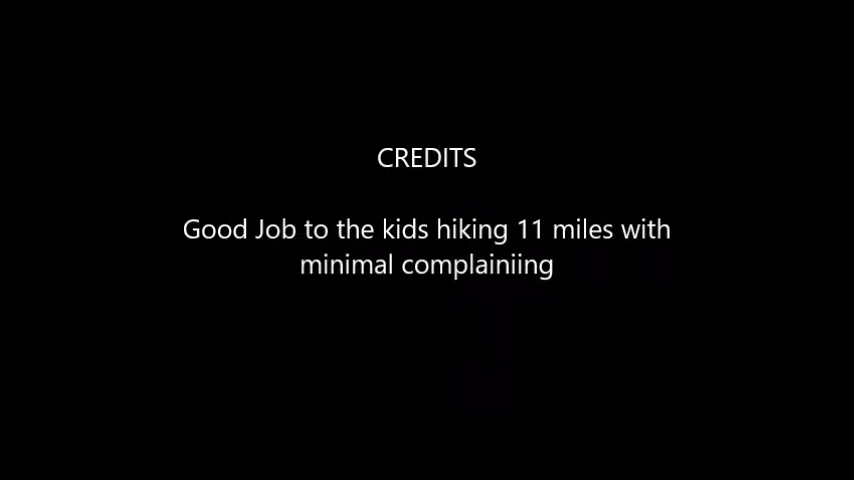 CREDITS
Good Job to the kids hiking 11 miles with
minimal complainiing